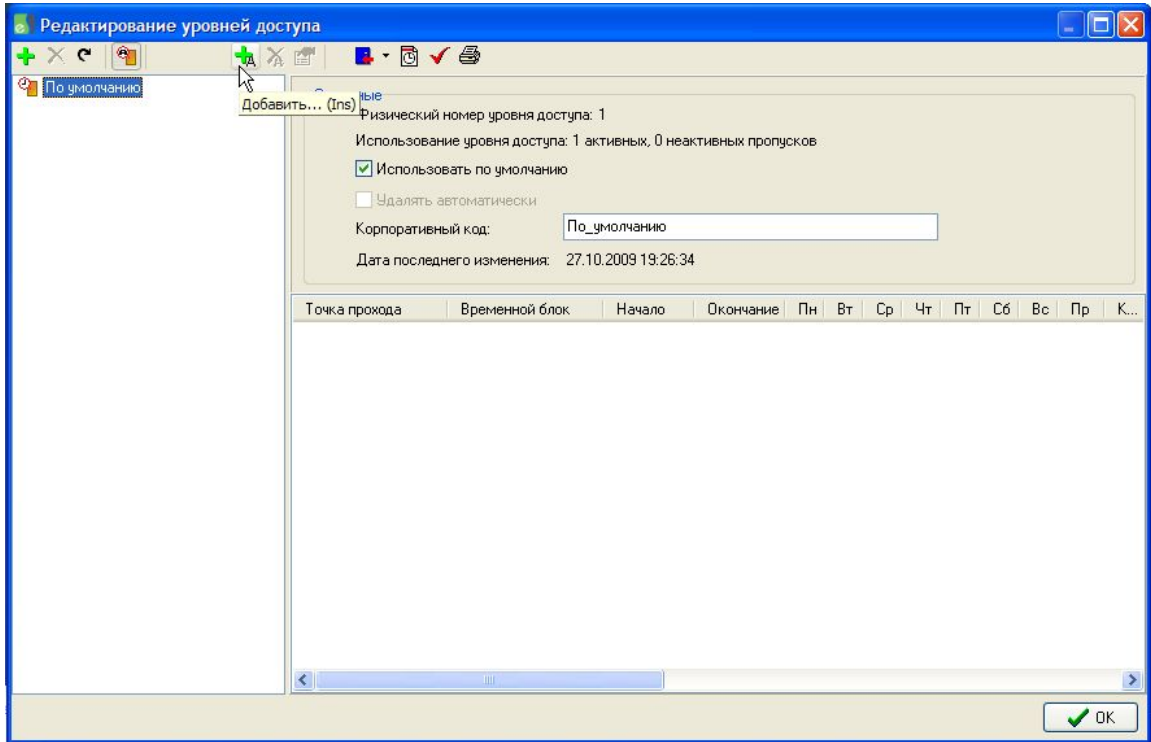 Редактирование уровней доступа
По умолчанию
Добавить... (Ins)
Физический номер уровня доступа: 1
Использование уровня доступа: 1 активных, 0 неактивных пропусков
Использовать по умолчанию
Удалять автоматически
Корпоративный код: По_умолчанию
Дата последнего изменения: 27.10.2009 19:26:34
Точка прохода Временной блок Начало Окончание Пн Вт Ср Чт Пт Сб Вс Пр К...
OK